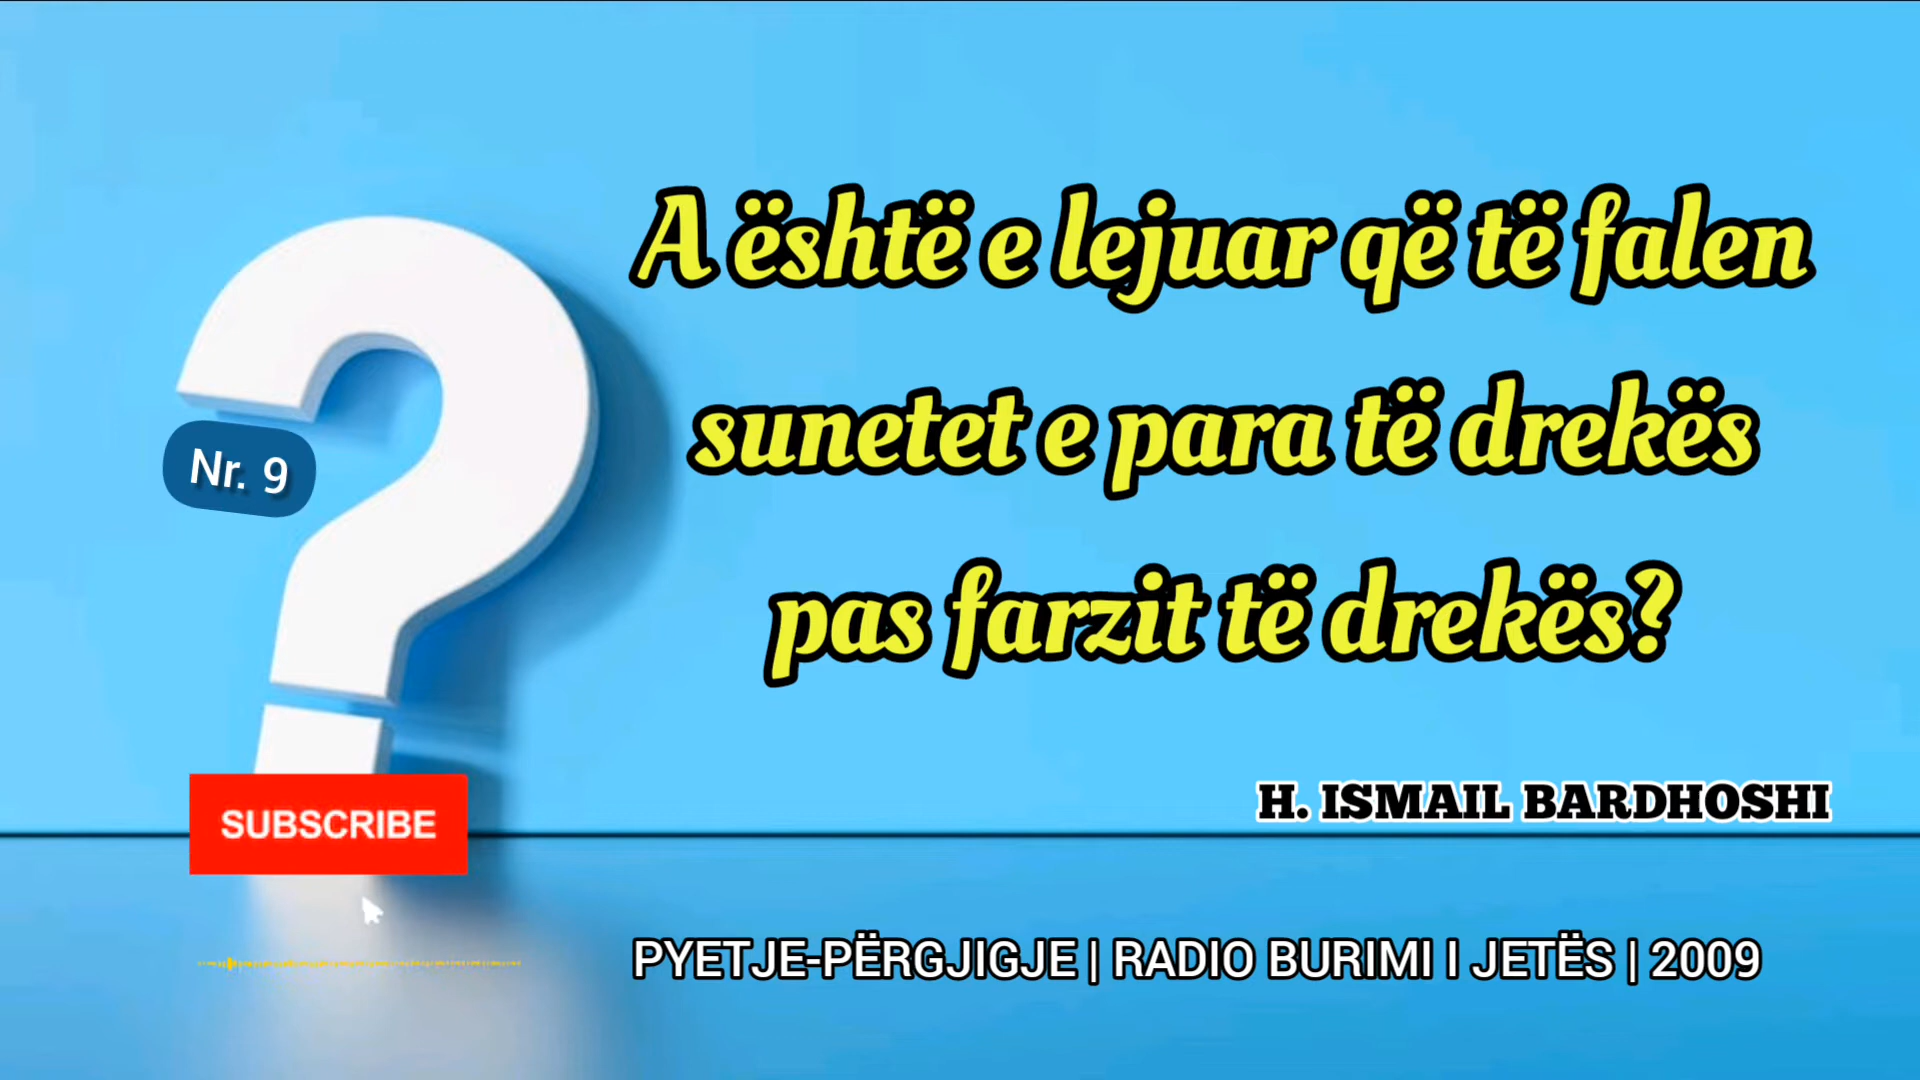 A është e lejuar që të falen
sunetet e para të drekës
pas farzit të drekës?
Nr. 9
H. ISMAIL BARDHOSHI
SUBSCRIBE
PYETJE-PËRGJIGJE | RADIO BURIMI I JETËS | 2009